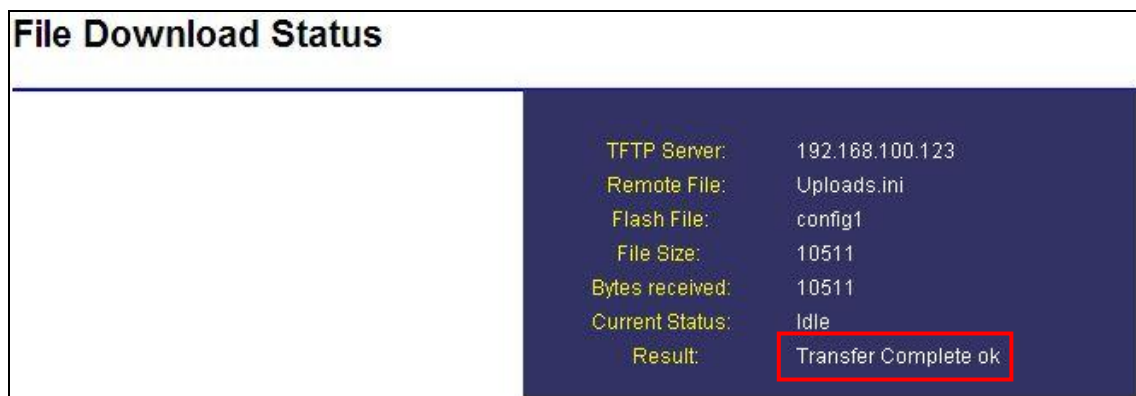 File Download Status
TFTP Server: 192.168.100.123
Remote File: Uploads.ini
Flash File: config1
File Size: 10511
Bytes received: 10511
Current Status: Idle
Result: Transfer Complete ok